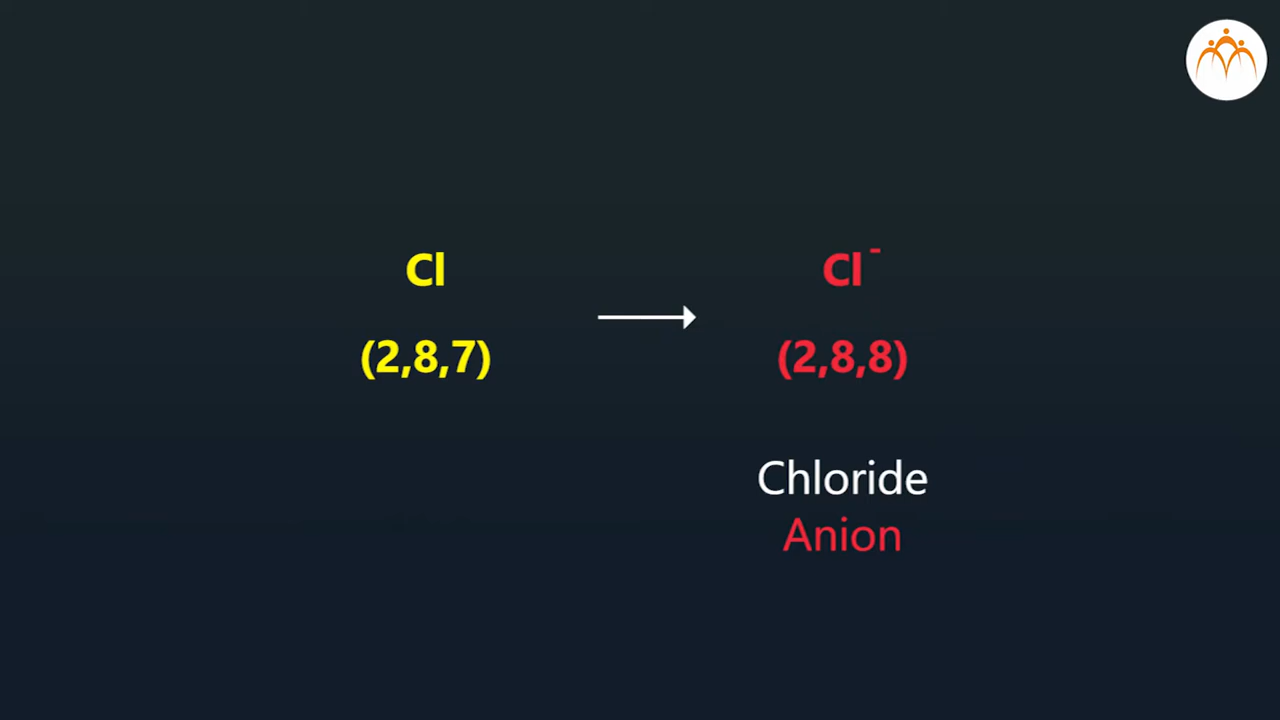 Cl
Cl⁻
(2,8,7)
(2,8,8)
Chloride
Anion